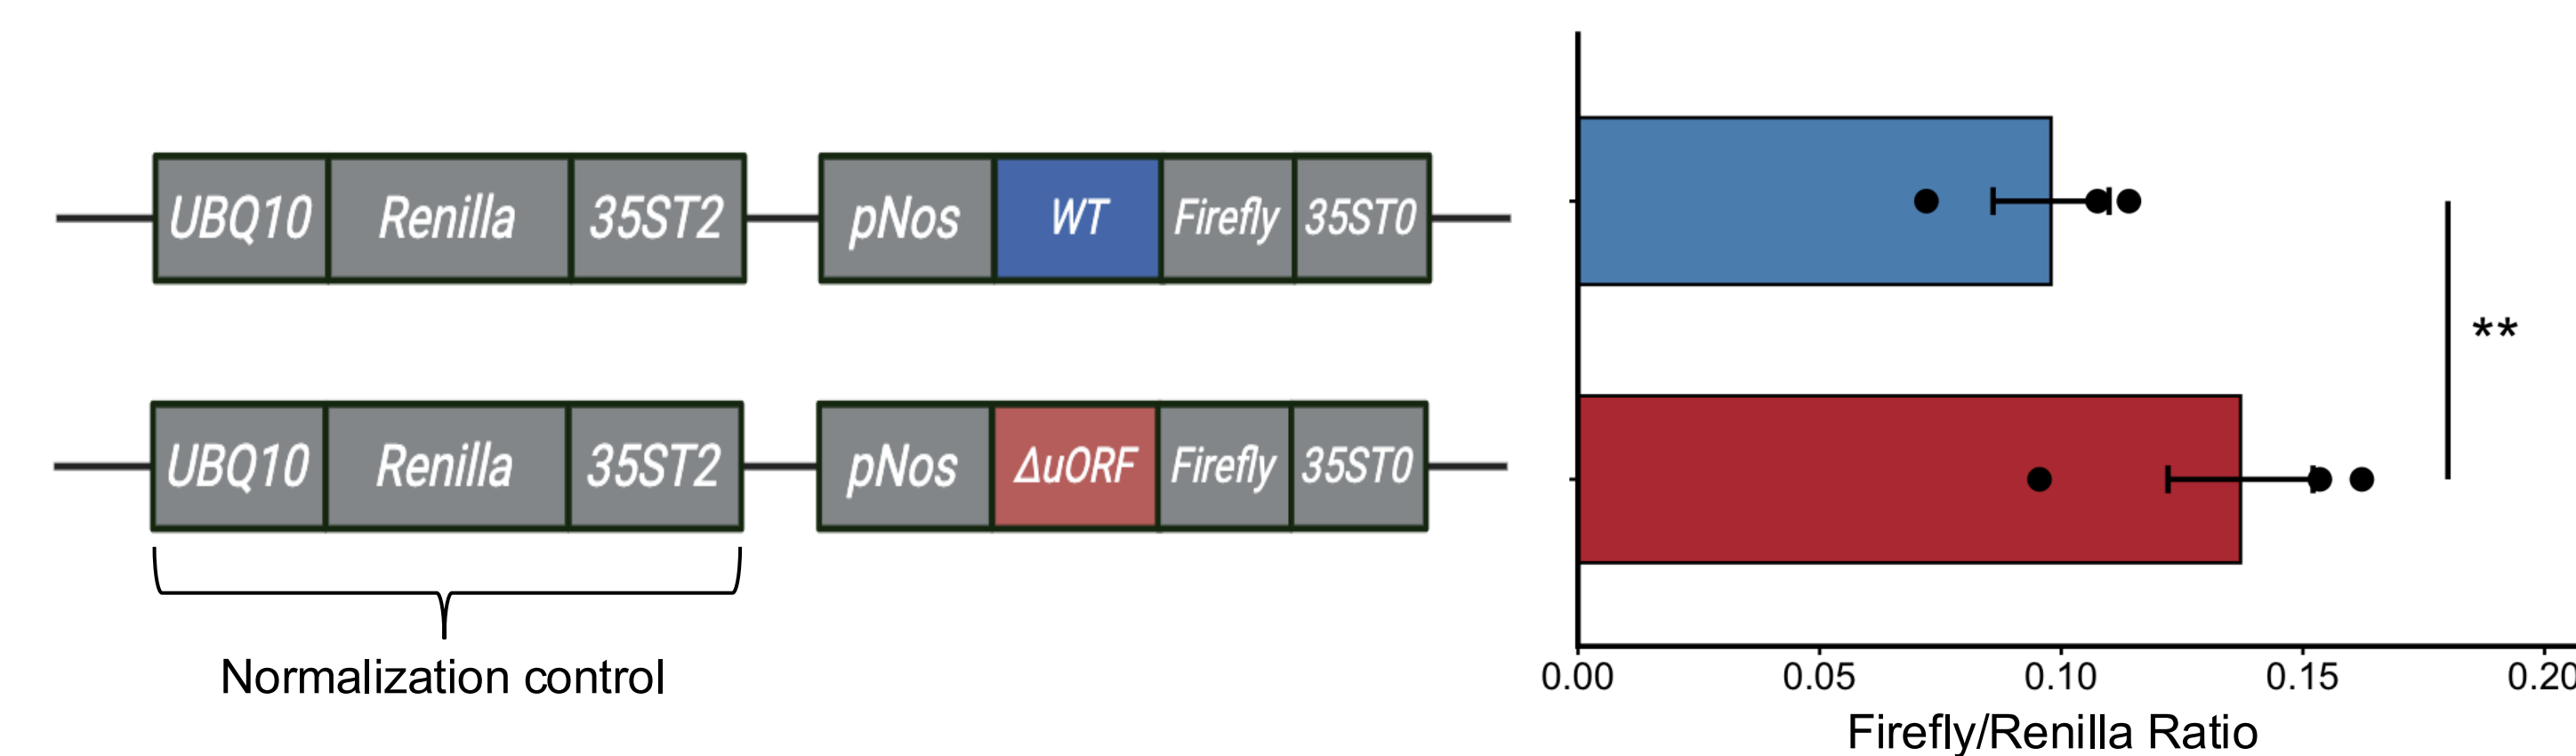 UBQ10 Renilla 35ST2 pNos WT Firefly 35ST0
**
UBQ10 Renilla 35ST2 pNos ΔuORF Firefly 35ST0
Normalization control
0.00 0.05 0.10 0.15 0.20
Firefly/Renilla Ratio